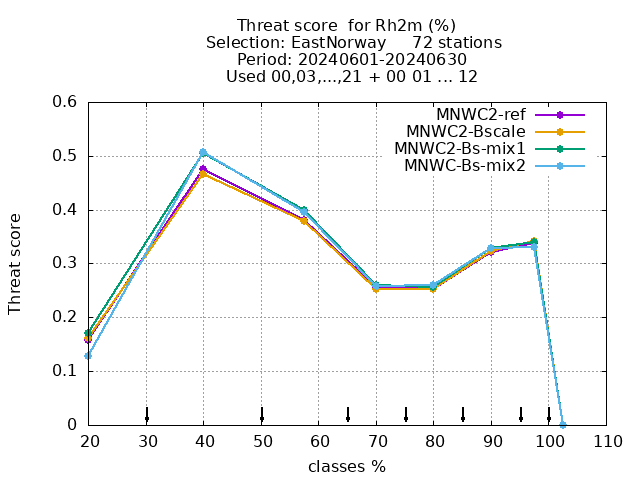 Threat score  for Rh2m (%)
Selection: EastNorway     72 stations
Period: 20240601-20240630
Used 00,03,...,21 + 00 01 ... 12
MNWC2-ref
MNWC2-Bscale
MNWC2-Bs-mix1
MNWC-Bs-mix2
Threat score
0.6
0.5
0.4
0.3
0.2
0.1
0
20 30 40 50 60 70 80 90 100 110
classes %